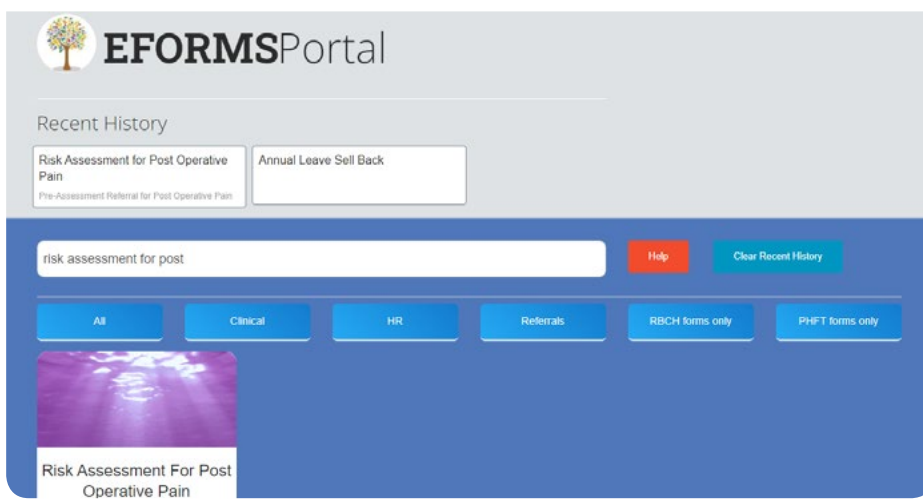 EFORMSPortal
Recent History
Risk Assessment for Post Operative
Pain
Pre-Assessment Referral for Post Operative Pain
Annual Leave Sell Back
risk assessment for post
Help
Clear Recent History
All
Clinical
HR
Referrals
RBCH forms only
PHFT forms only
Risk Assessment For Post
Operative Pain